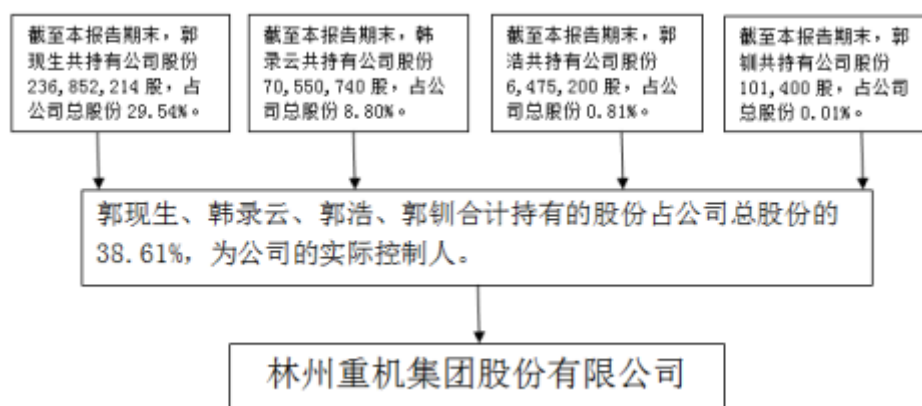 截至本报告期末，郭
现生共持有公司股份
236,852,214 股，占
公司总股份 29.54%。
截至本报告期末，韩
录云共持有公司股份
70,550,740 股，占公
司总股份 8.80%。
截至本报告期末，郭
浩共持有公司股份
6,475,200 股，占公
司总股份 0.81%。
截至本报告期末，郭
钏共持有公司股份
101,400 股，占公司
总股份 0.01%。
郭现生、韩录云、郭浩、郭钏合计持有的股份占公司总股份的
38.61%，为公司的实际控制人。
林州重机集团股份有限公司